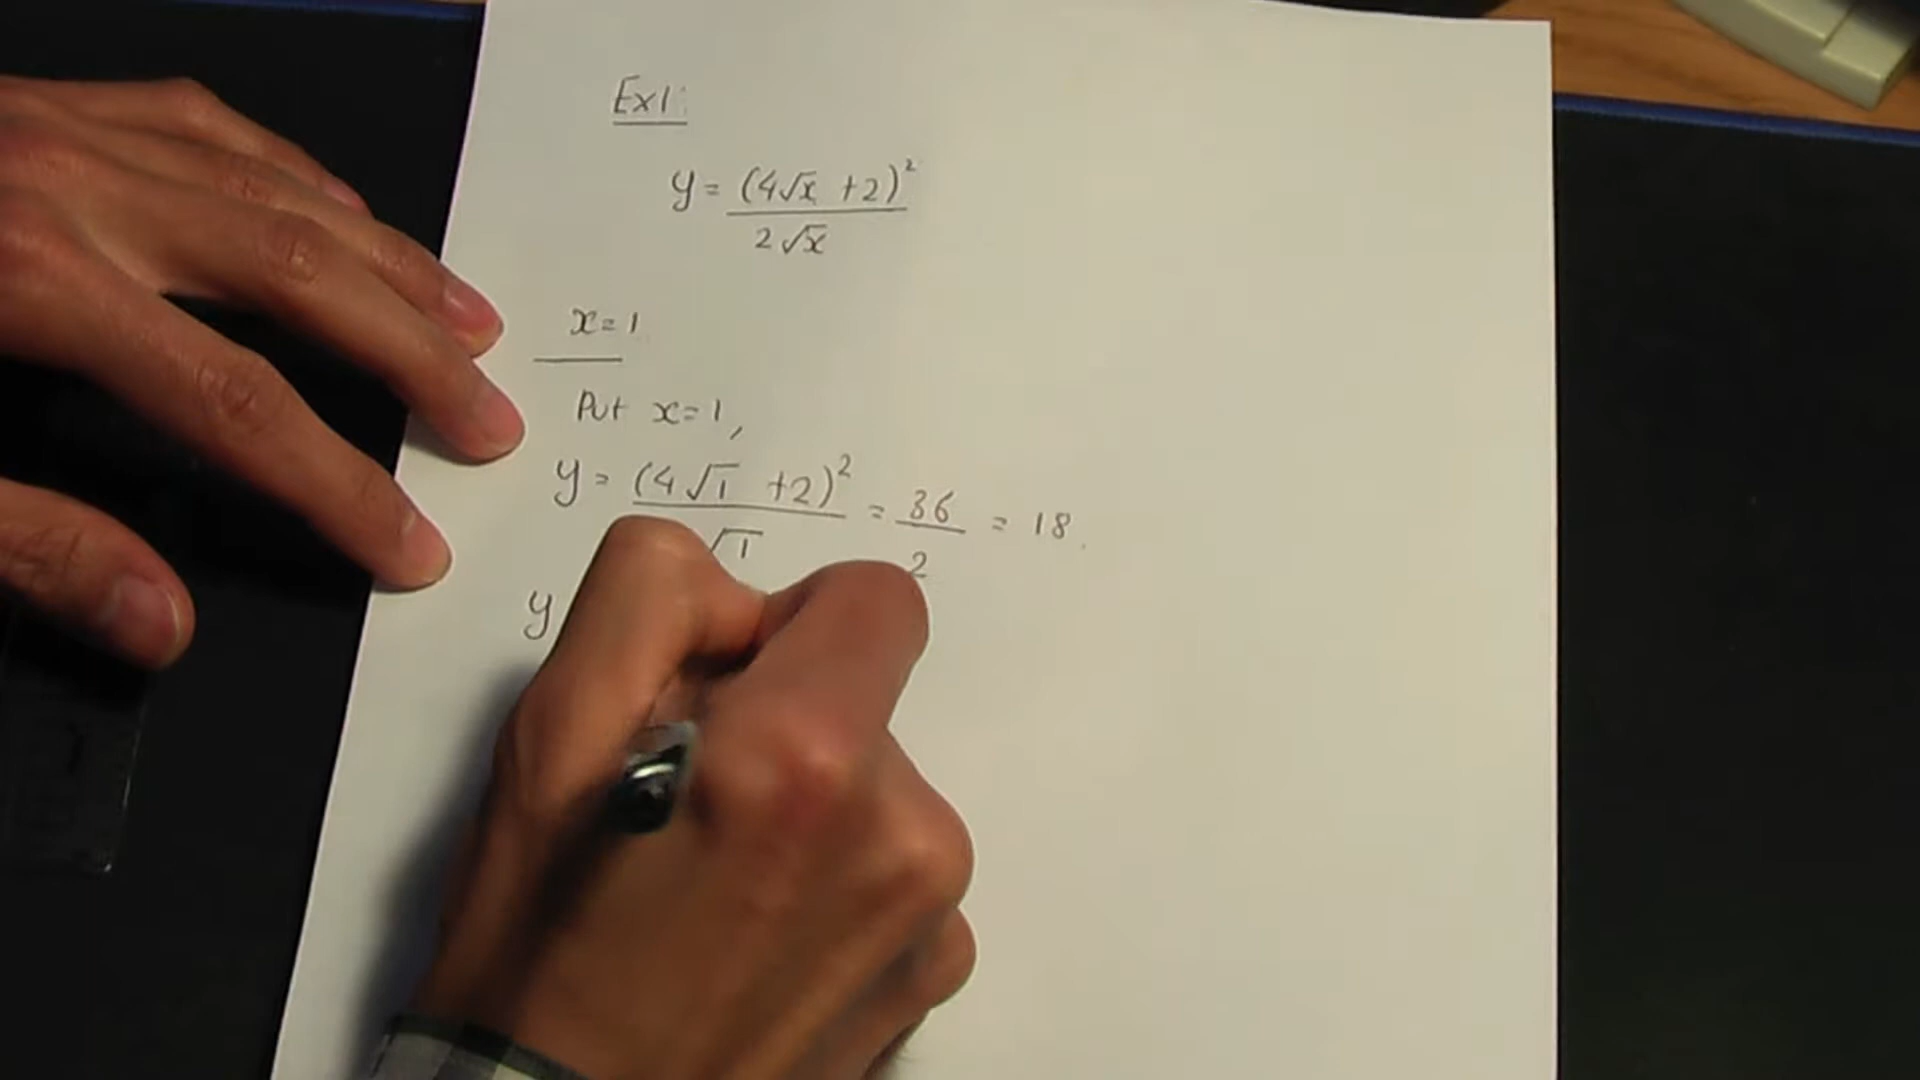 Ex1:
y = (4√x +2)²
2√x
x=1
Put x=1,
y = (4√1 +2)² = 36 = 18.
√1 2
y